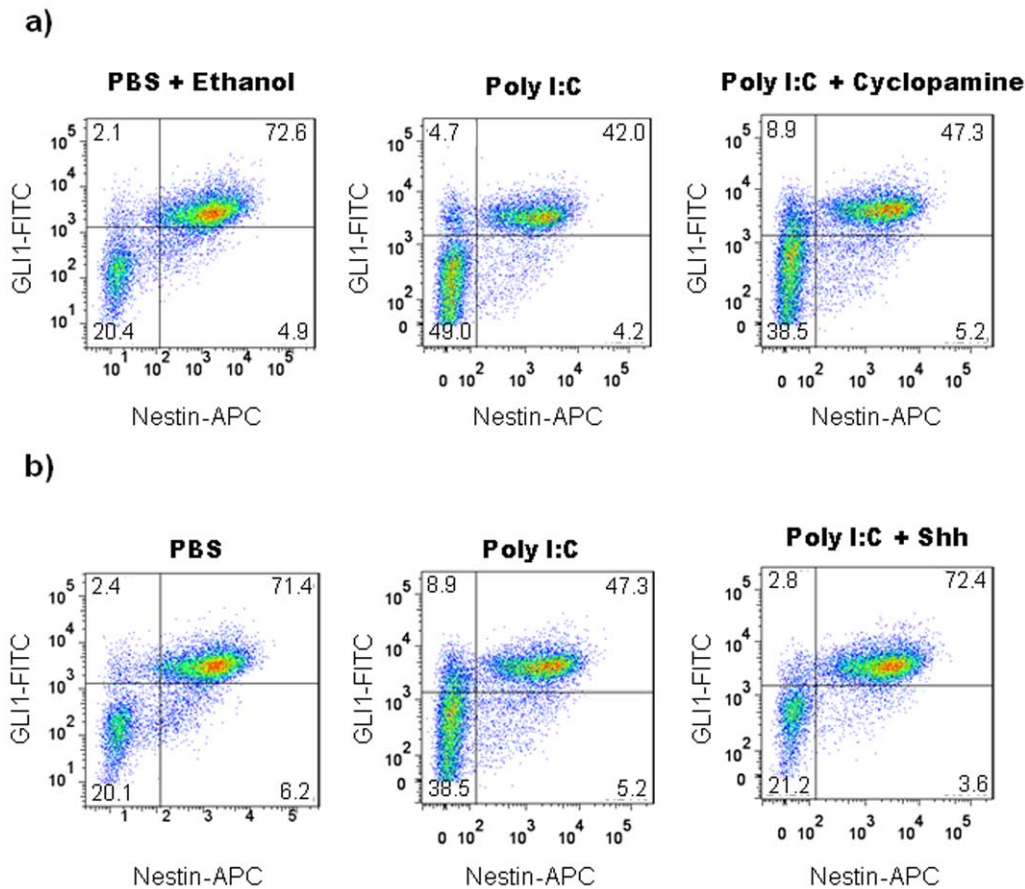 a)
PBS + Ethanol
Poly I:C
Poly I:C + Cyclopamine
2.1 72.6
10^5
10^4
10^3
10^2
10^1
GLI1-FITC
20.4 4.9
10^1 10^2 10^3 10^4 10^5
Nestin-APC
4.7 42.0
10^5
10^4
10^3
10^2
0
GLI1-FITC
49.0 4.2
0 10^2 10^3 10^4 10^5
Nestin-APC
8.9 47.3
10^5
10^4
10^3
10^2
0
GLI1-FITC
38.5 5.2
0 10^2 10^3 10^4 10^5
Nestin-APC
b)
PBS
Poly I:C
Poly I:C + Shh
2.4 71.4
10^5
10^4
10^3
10^2
10^1
GLI1-FITC
20.1 6.2
1 2 3 4 5
Nestin-APC
8.9 47.3
10^5
10^4
10^3
10^2
0
GLI1-FITC
38.5 5.2
0 10^2 10^3 10^4 10^5
Nestin-APC
2.8 72.4
10^5
10^4
10^3
10^2
0
GLI1-FITC
21.2 3.6
0 10^2 10^3 10^4 10^5
Nestin-APC